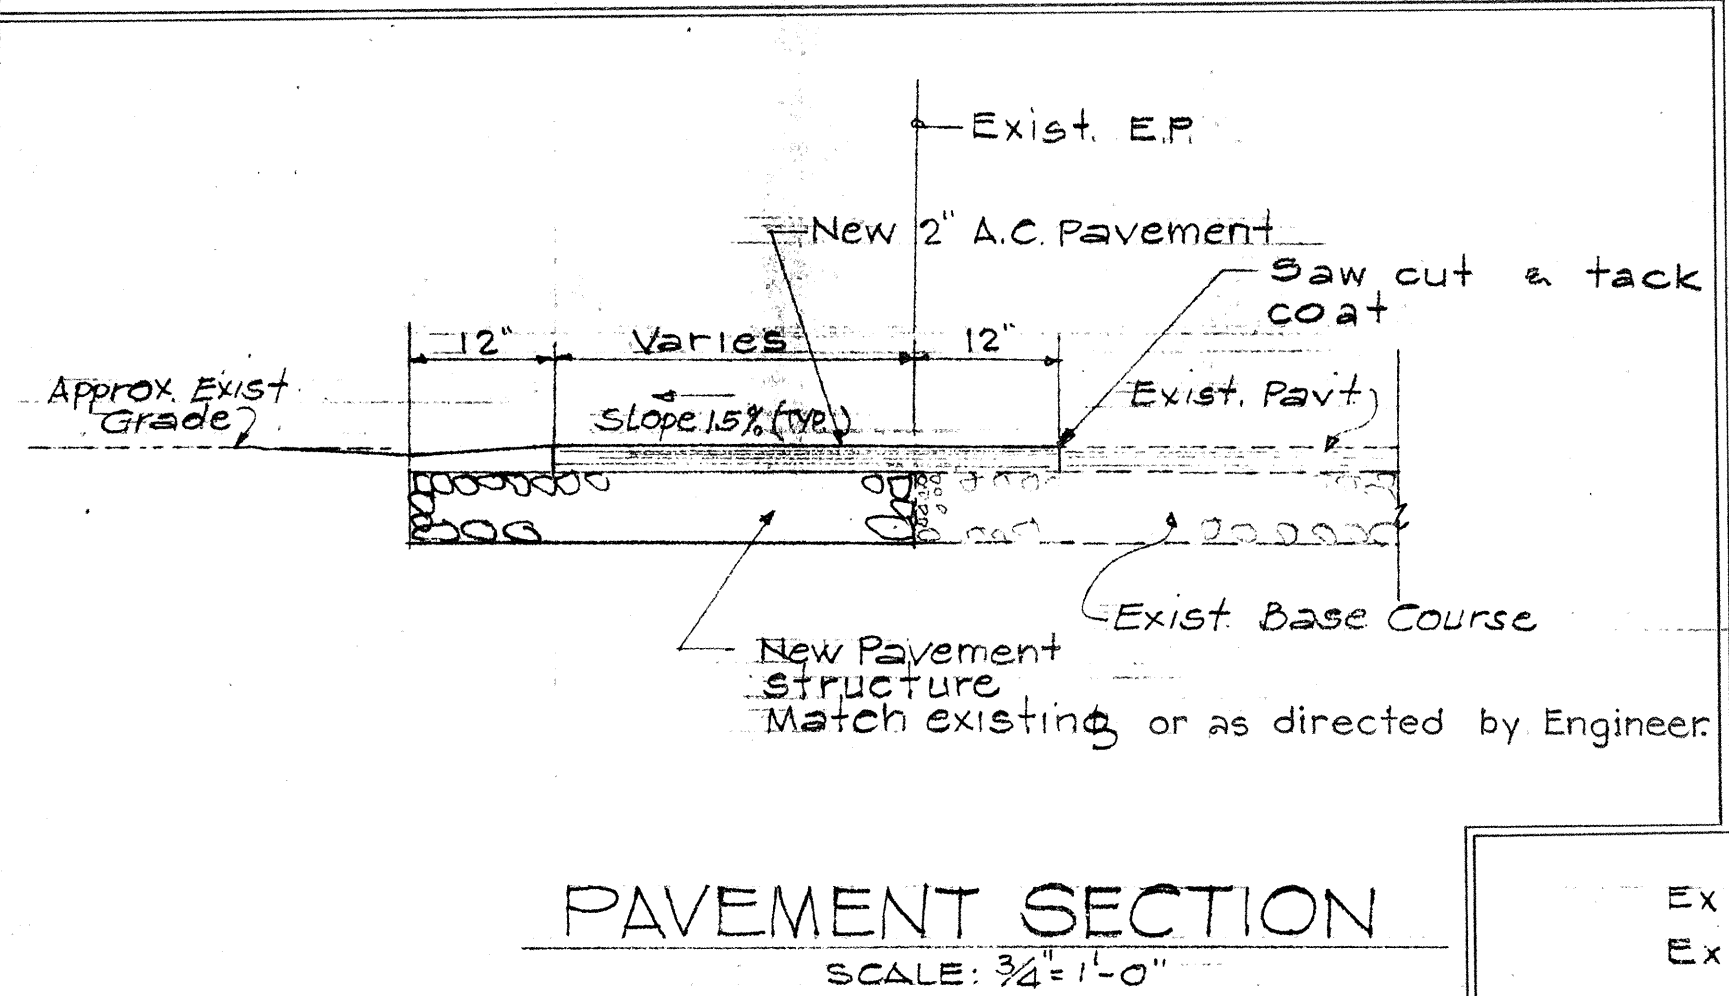 Exist. E.P.
New 2" A.C. Pavement
Saw cut & tack
coat
12"
Varies
12"
Approx. Exist
Grade
Slope 1.5% (Typ.)
Exist. Pav't
Exist. Base Course
New Pavement
structure
Match existing or as directed by Engineer.
PAVEMENT SECTION
SCALE: 3/4" = 1'-0"
Ex
Ex